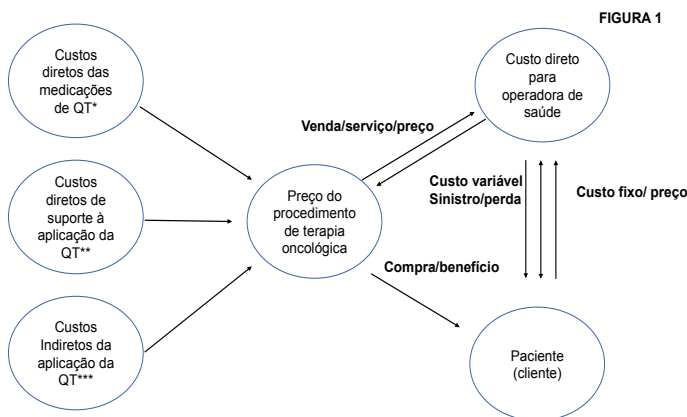 FIGURA 1
Custos
diretos das
medicações
de QT*
Custo direto
para
operadora de
saúde
Venda/serviço/preço
Custos
diretos de
suporte à
aplicação da
QT**
Preço do
procedimento
de terapia
oncológica
Custo variável
Sinistro/perda
Custo fixo/ preço
Compra/benefício
Custos
Indiretos da
aplicação da
QT***
Paciente
(cliente)